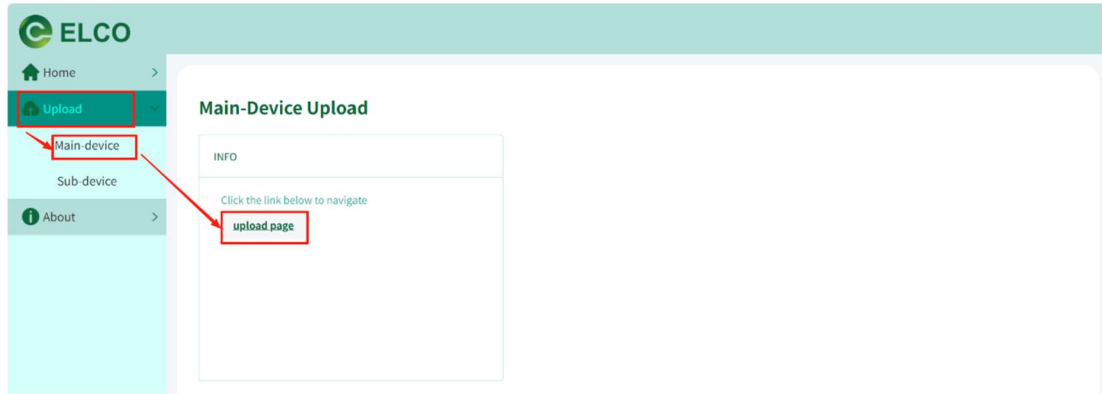 ELCO
Home
Upload
Main-device
Sub-device
About
Main-Device Upload
INFO
Click the link below to navigate
upload page